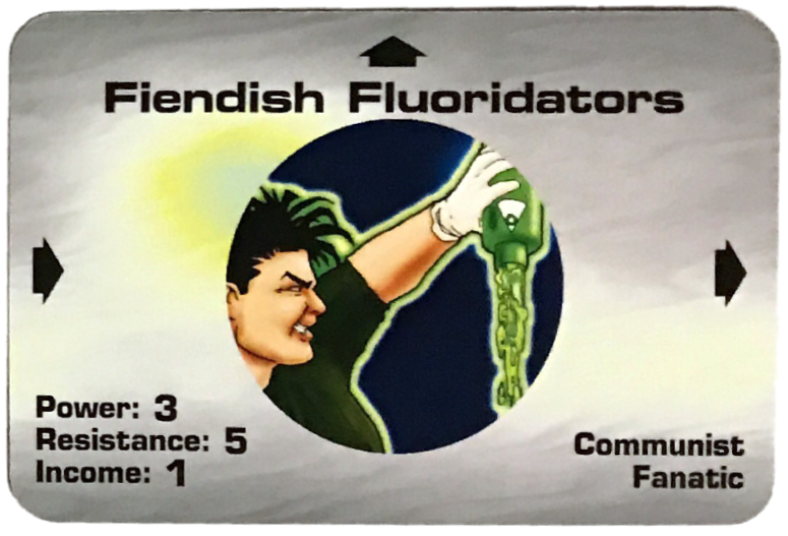 Fiendish Fluoridators
Power: 3
Resistance: 5
Income: 1
Communist
Fanatic